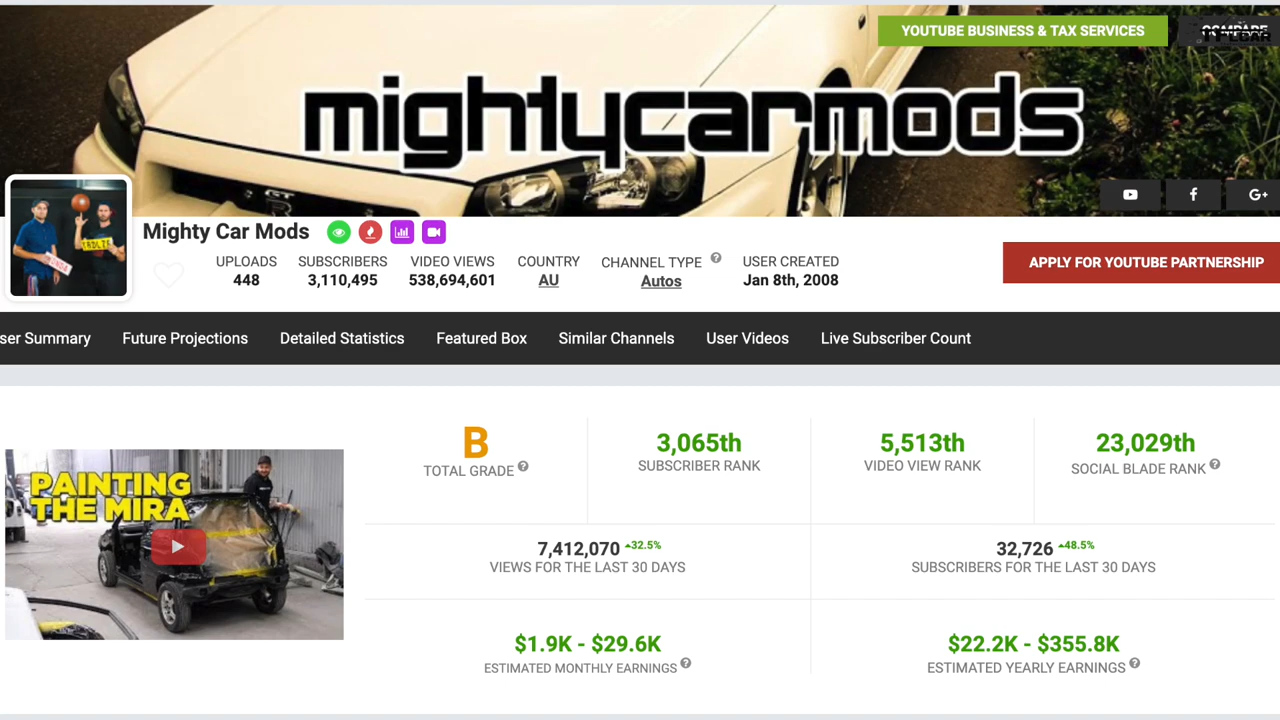 YOUTUBE BUSINESS & TAX SERVICES
COMPARE
mightycarmods
G+
Mighty Car Mods
UPLOADS
448
SUBSCRIBERS
3,110,495
VIDEO VIEWS
538,694,601
COUNTRY
AU
CHANNEL TYPE
Autos
USER CREATED
Jan 8th, 2008
APPLY FOR YOUTUBE PARTNERSHIP
ser Summary
Future Projections
Detailed Statistics
Featured Box
Similar Channels
User Videos
Live Subscriber Count
PAINTING
THE MIRA
B
TOTAL GRADE
3,065th
SUBSCRIBER RANK
5,513th
VIDEO VIEW RANK
23,029th
SOCIAL BLADE RANK
7,412,070 32.5%
VIEWS FOR THE LAST 30 DAYS
32,726 48.5%
SUBSCRIBERS FOR THE LAST 30 DAYS
$1.9K - $29.6K
ESTIMATED MONTHLY EARNINGS
$22.2K - $355.8K
ESTIMATED YEARLY EARNINGS